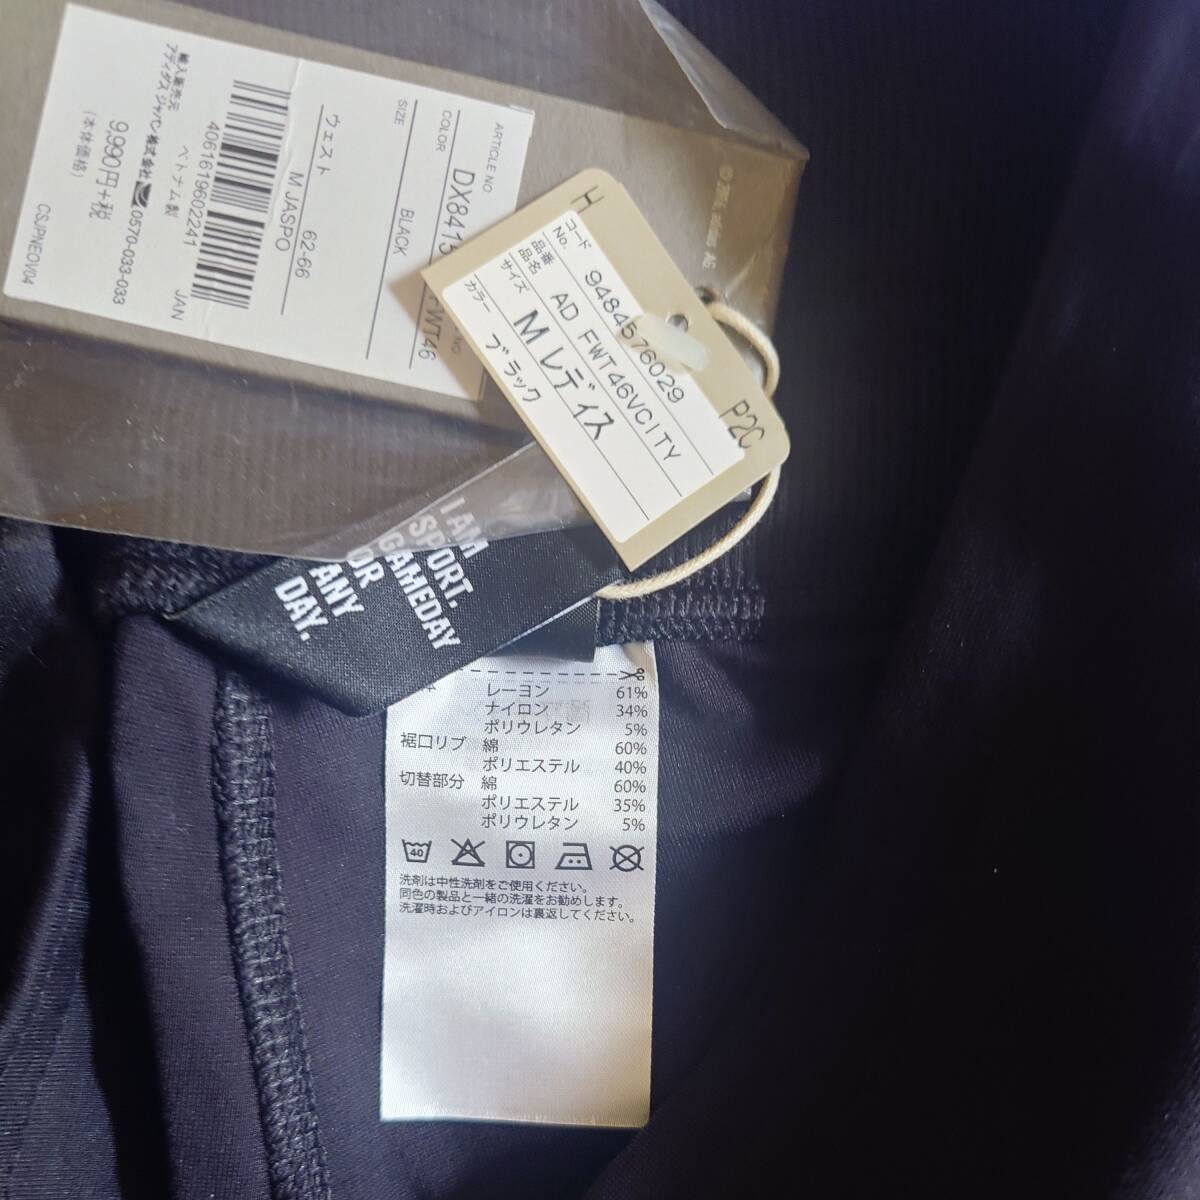 ARTICLE NO.
DX8415
NO
FWT46
COLOR
BLACK
SIZE
M JASPO
ウェスト 62-66
JAN
4061619602241
ベトナム製
輸入販売元
アディダス ジャパン株式会社 0570-033-033
9,990円+税
(本体価格)
CSJP/NEO/V04
adidas AG
H
P2C
コード No. 9484576029
品番
品名 AD FWT46VCITY
サイズ Mレディス
カラー ブラック
I AM
SPORT.
GAMEDAY
OR
ANY
DAY.
レーヨン 61%
ナイロン 34%
ポリウレタン 5%
裾口リブ 綿 60%
ポリエステル 40%
切替部分 綿 60%
ポリエステル 35%
ポリウレタン 5%
40
洗剤は中性洗剤をご使用ください。
同色の製品と一緒の洗濯をお勧めします。
洗濯時およびアイロンは裏返してください。